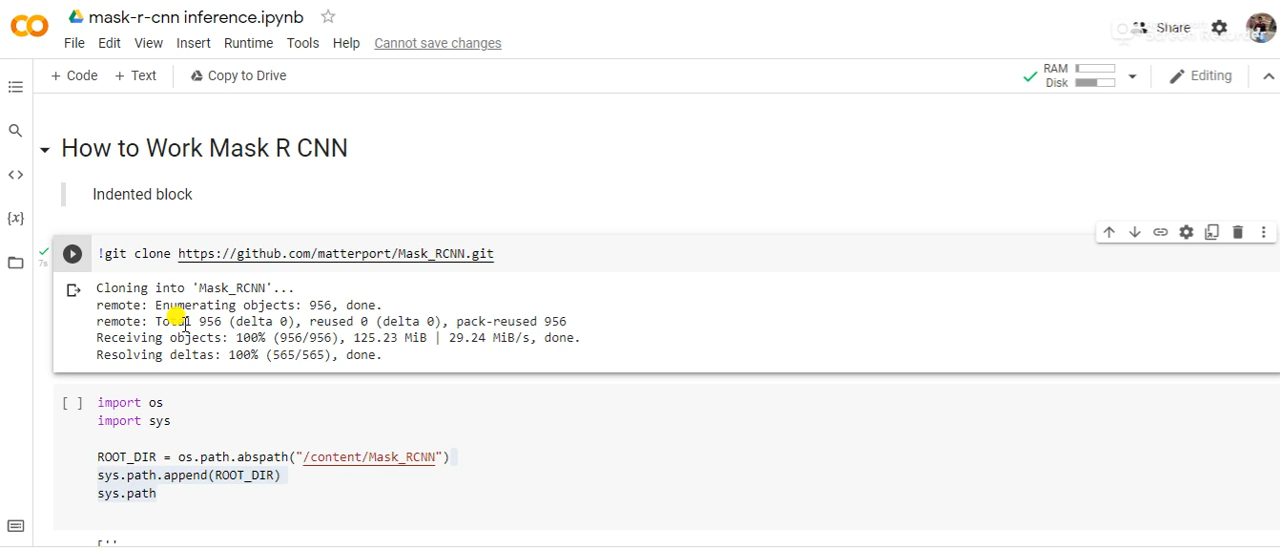 mask-r-cnn inference.ipynb
File Edit View Insert Runtime Tools Help Cannot save changes
Share
+ Code + Text Copy to Drive
RAM
Disk
Editing
How to Work Mask R CNN
Indented block
7s
!git clone https://github.com/matterport/Mask_RCNN.git
Cloning into 'Mask_RCNN'...
remote: Enumerating objects: 956, done.
remote: Total 956 (delta 0), reused 0 (delta 0), pack-reused 956
Receiving objects: 100% (956/956), 125.23 MiB | 29.24 MiB/s, done.
Resolving deltas: 100% (565/565), done.
[ ] import os
import sys
ROOT_DIR = os.path.abspath("/content/Mask_RCNN")
sys.path.append(ROOT_DIR)
sys.path
['',